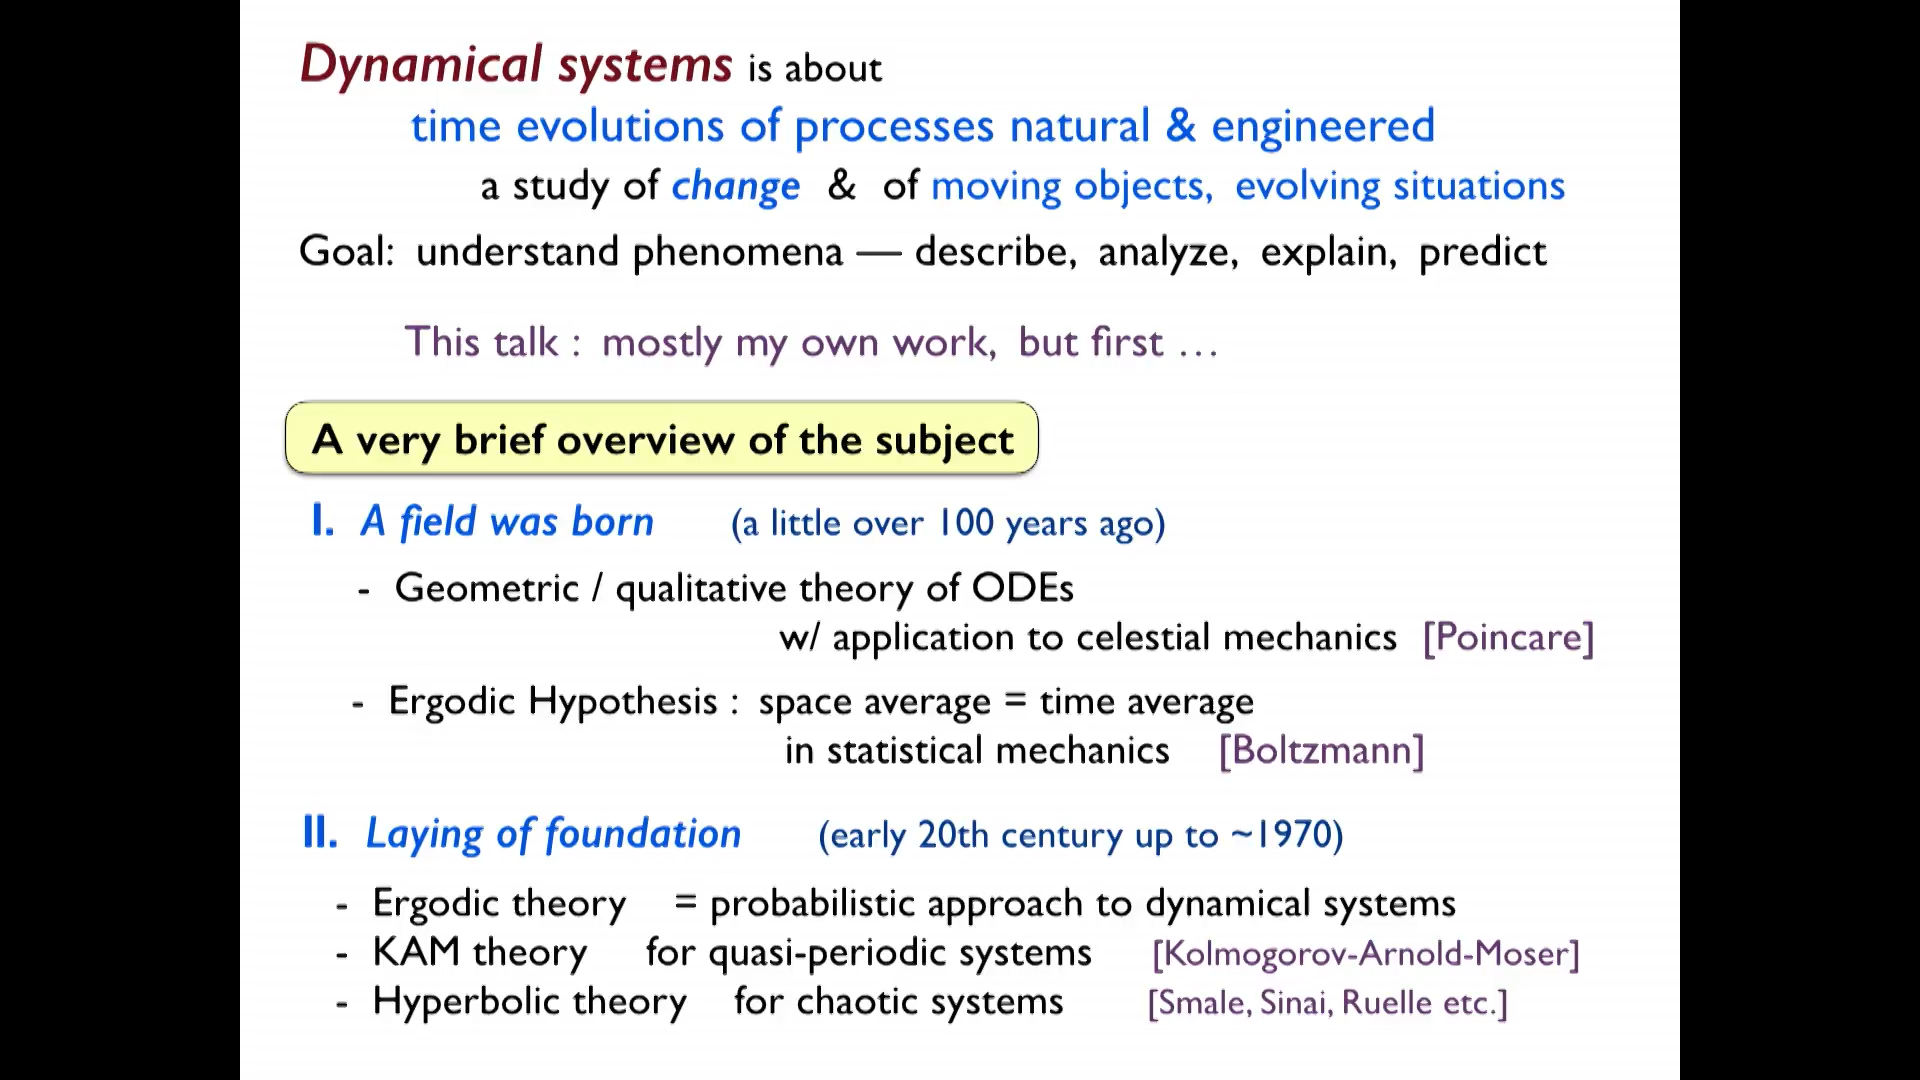 Dynamical systems is about
time evolutions of processes natural & engineered
a study of change & of moving objects, evolving situations
Goal: understand phenomena — describe, analyze, explain, predict
This talk : mostly my own work, but first …
A very brief overview of the subject
I. A field was born (a little over 100 years ago)
- Geometric / qualitative theory of ODEs
w/ application to celestial mechanics [Poincare]
- Ergodic Hypothesis : space average = time average
in statistical mechanics [Boltzmann]
II. Laying of foundation (early 20th century up to ~1970)
- Ergodic theory = probabilistic approach to dynamical systems
- KAM theory for quasi-periodic systems [Kolmogorov-Arnold-Moser]
- Hyperbolic theory for chaotic systems [Smale, Sinai, Ruelle etc.]